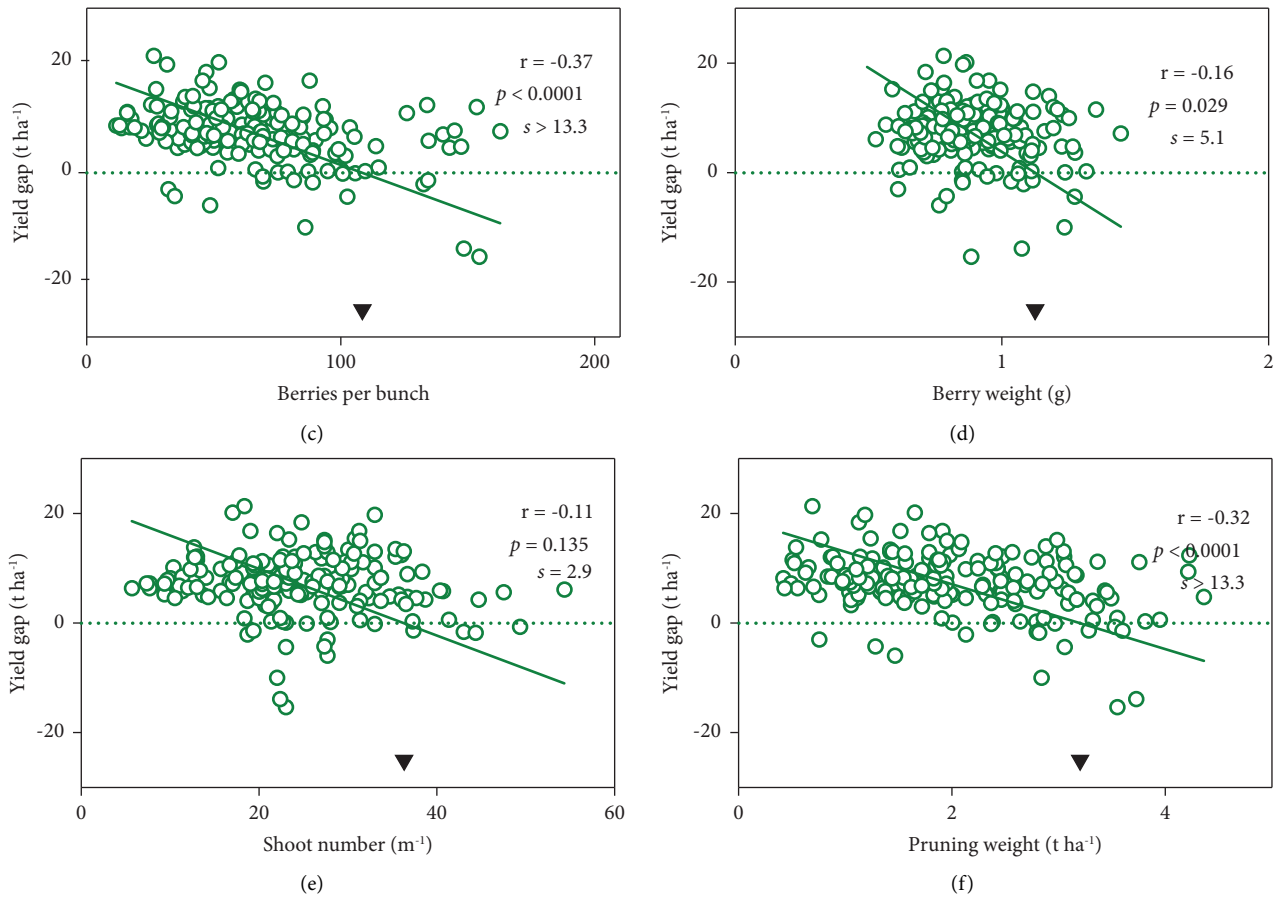 20
0
-20
Yield gap (t ha⁻¹)
r = -0.37
p < 0.0001
s > 13.3
0
100
200
Berries per bunch
(c)
20
0
-20
Yield gap (t ha⁻¹)
r = -0.16
p = 0.029
s = 5.1
0
1
2
Berry weight (g)
(d)
20
0
-20
Yield gap (t ha⁻¹)
r = -0.11
p = 0.135
s = 2.9
0
20
40
60
Shoot number (m⁻¹)
(e)
20
0
-20
Yield gap (t ha⁻¹)
r = -0.32
p < 0.0001
s > 13.3
0
2
4
Pruning weight (t ha⁻¹)
(f)